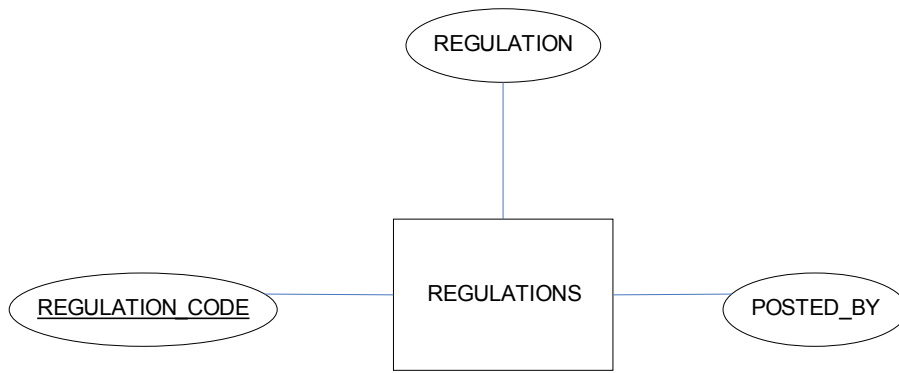 REGULATION
REGULATIONS
REGULATION_CODE
POSTED_BY